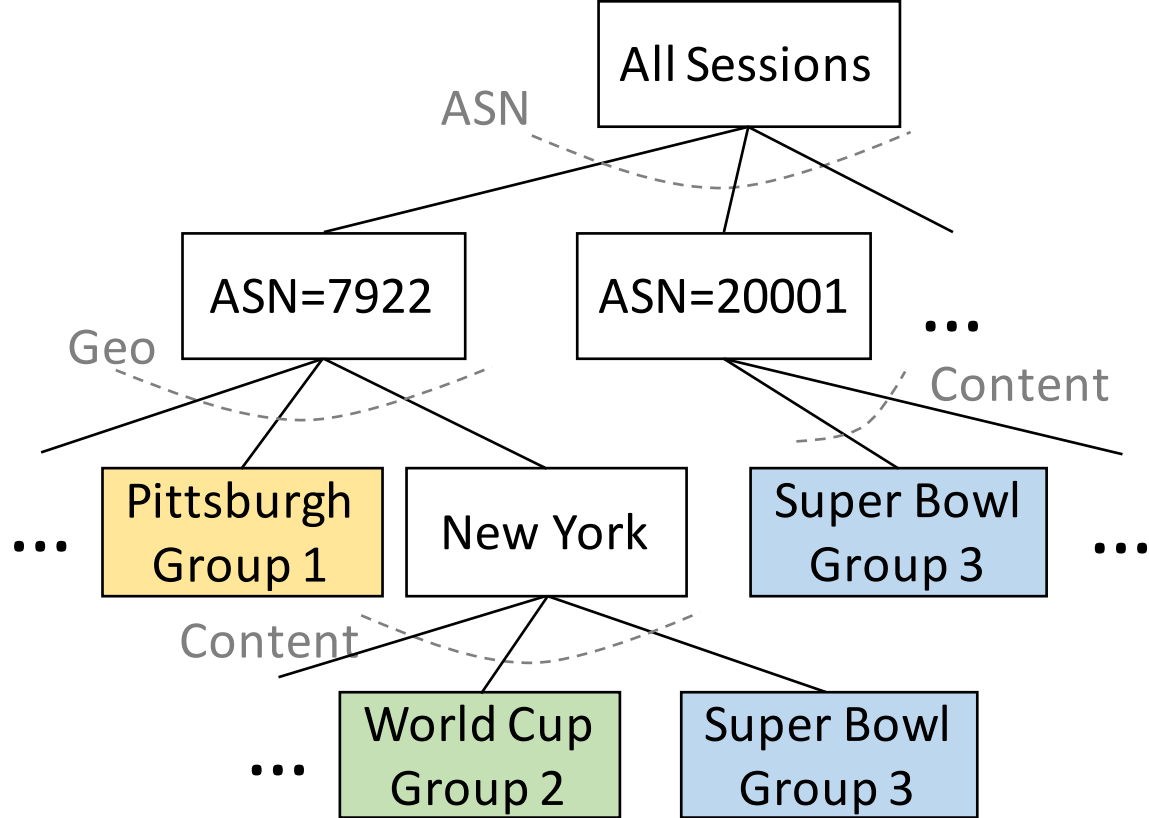 All Sessions
ASN
ASN=7922
ASN=20001
...
Geo
Content
...
Pittsburgh
Group 1
New York
Super Bowl
Group 3
...
Content
...
World Cup
Group 2
Super Bowl
Group 3